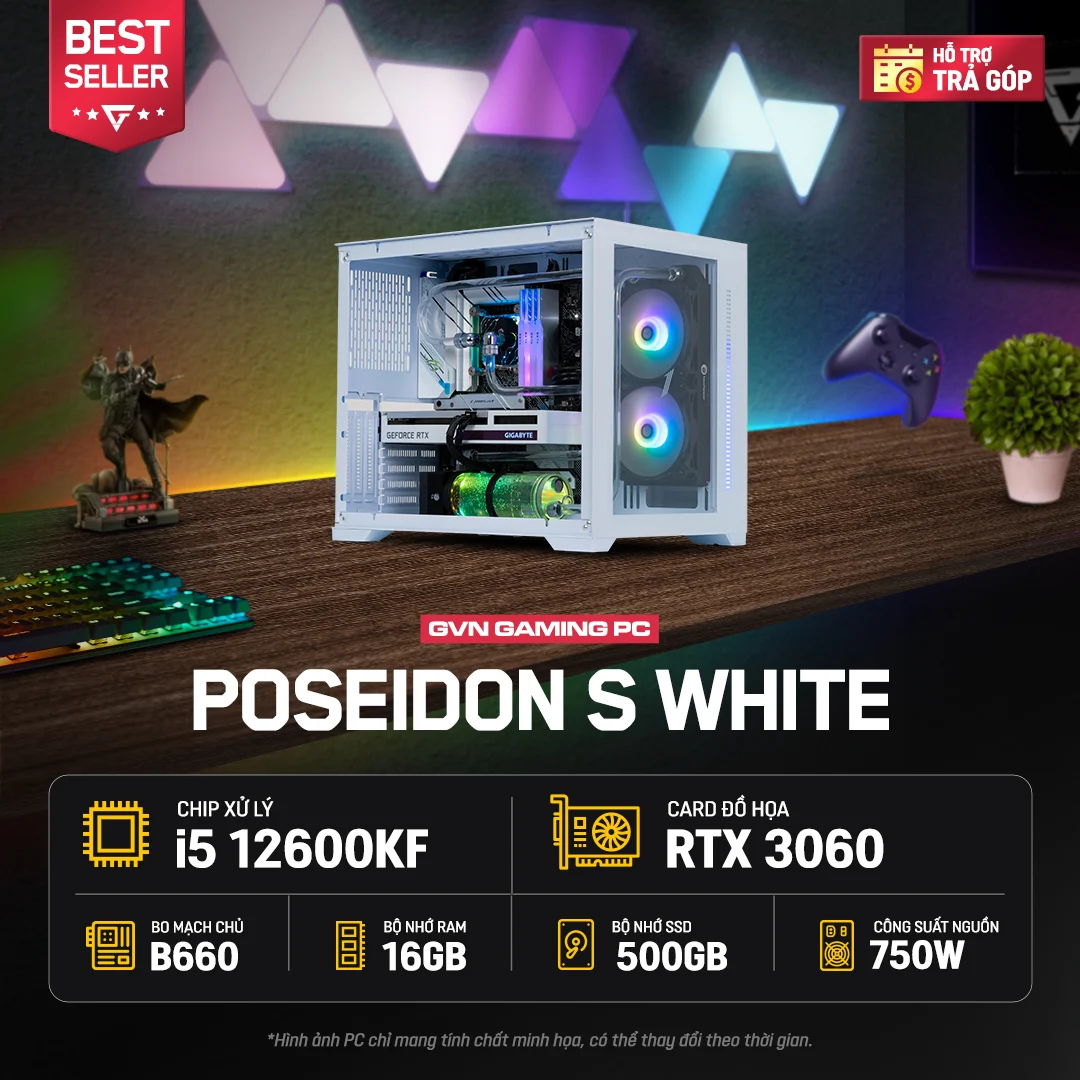 BEST
SELLER
HỖ TRỢ
TRẢ GÓP
GEFORCE RTX
GIGABYTE
GVN GAMING PC
POSEIDON S WHITE
CHIP XỬ LÝ
i5 12600KF
CARD ĐỒ HỌA
RTX 3060
BO MẠCH CHỦ
B660
BỘ NHỚ RAM
16GB
BỘ NHỚ SSD
500GB
CÔNG SUẤT NGUỒN
750W
*Hình ảnh PC chỉ mang tính chất minh họa, có thể thay đổi theo thời gian.